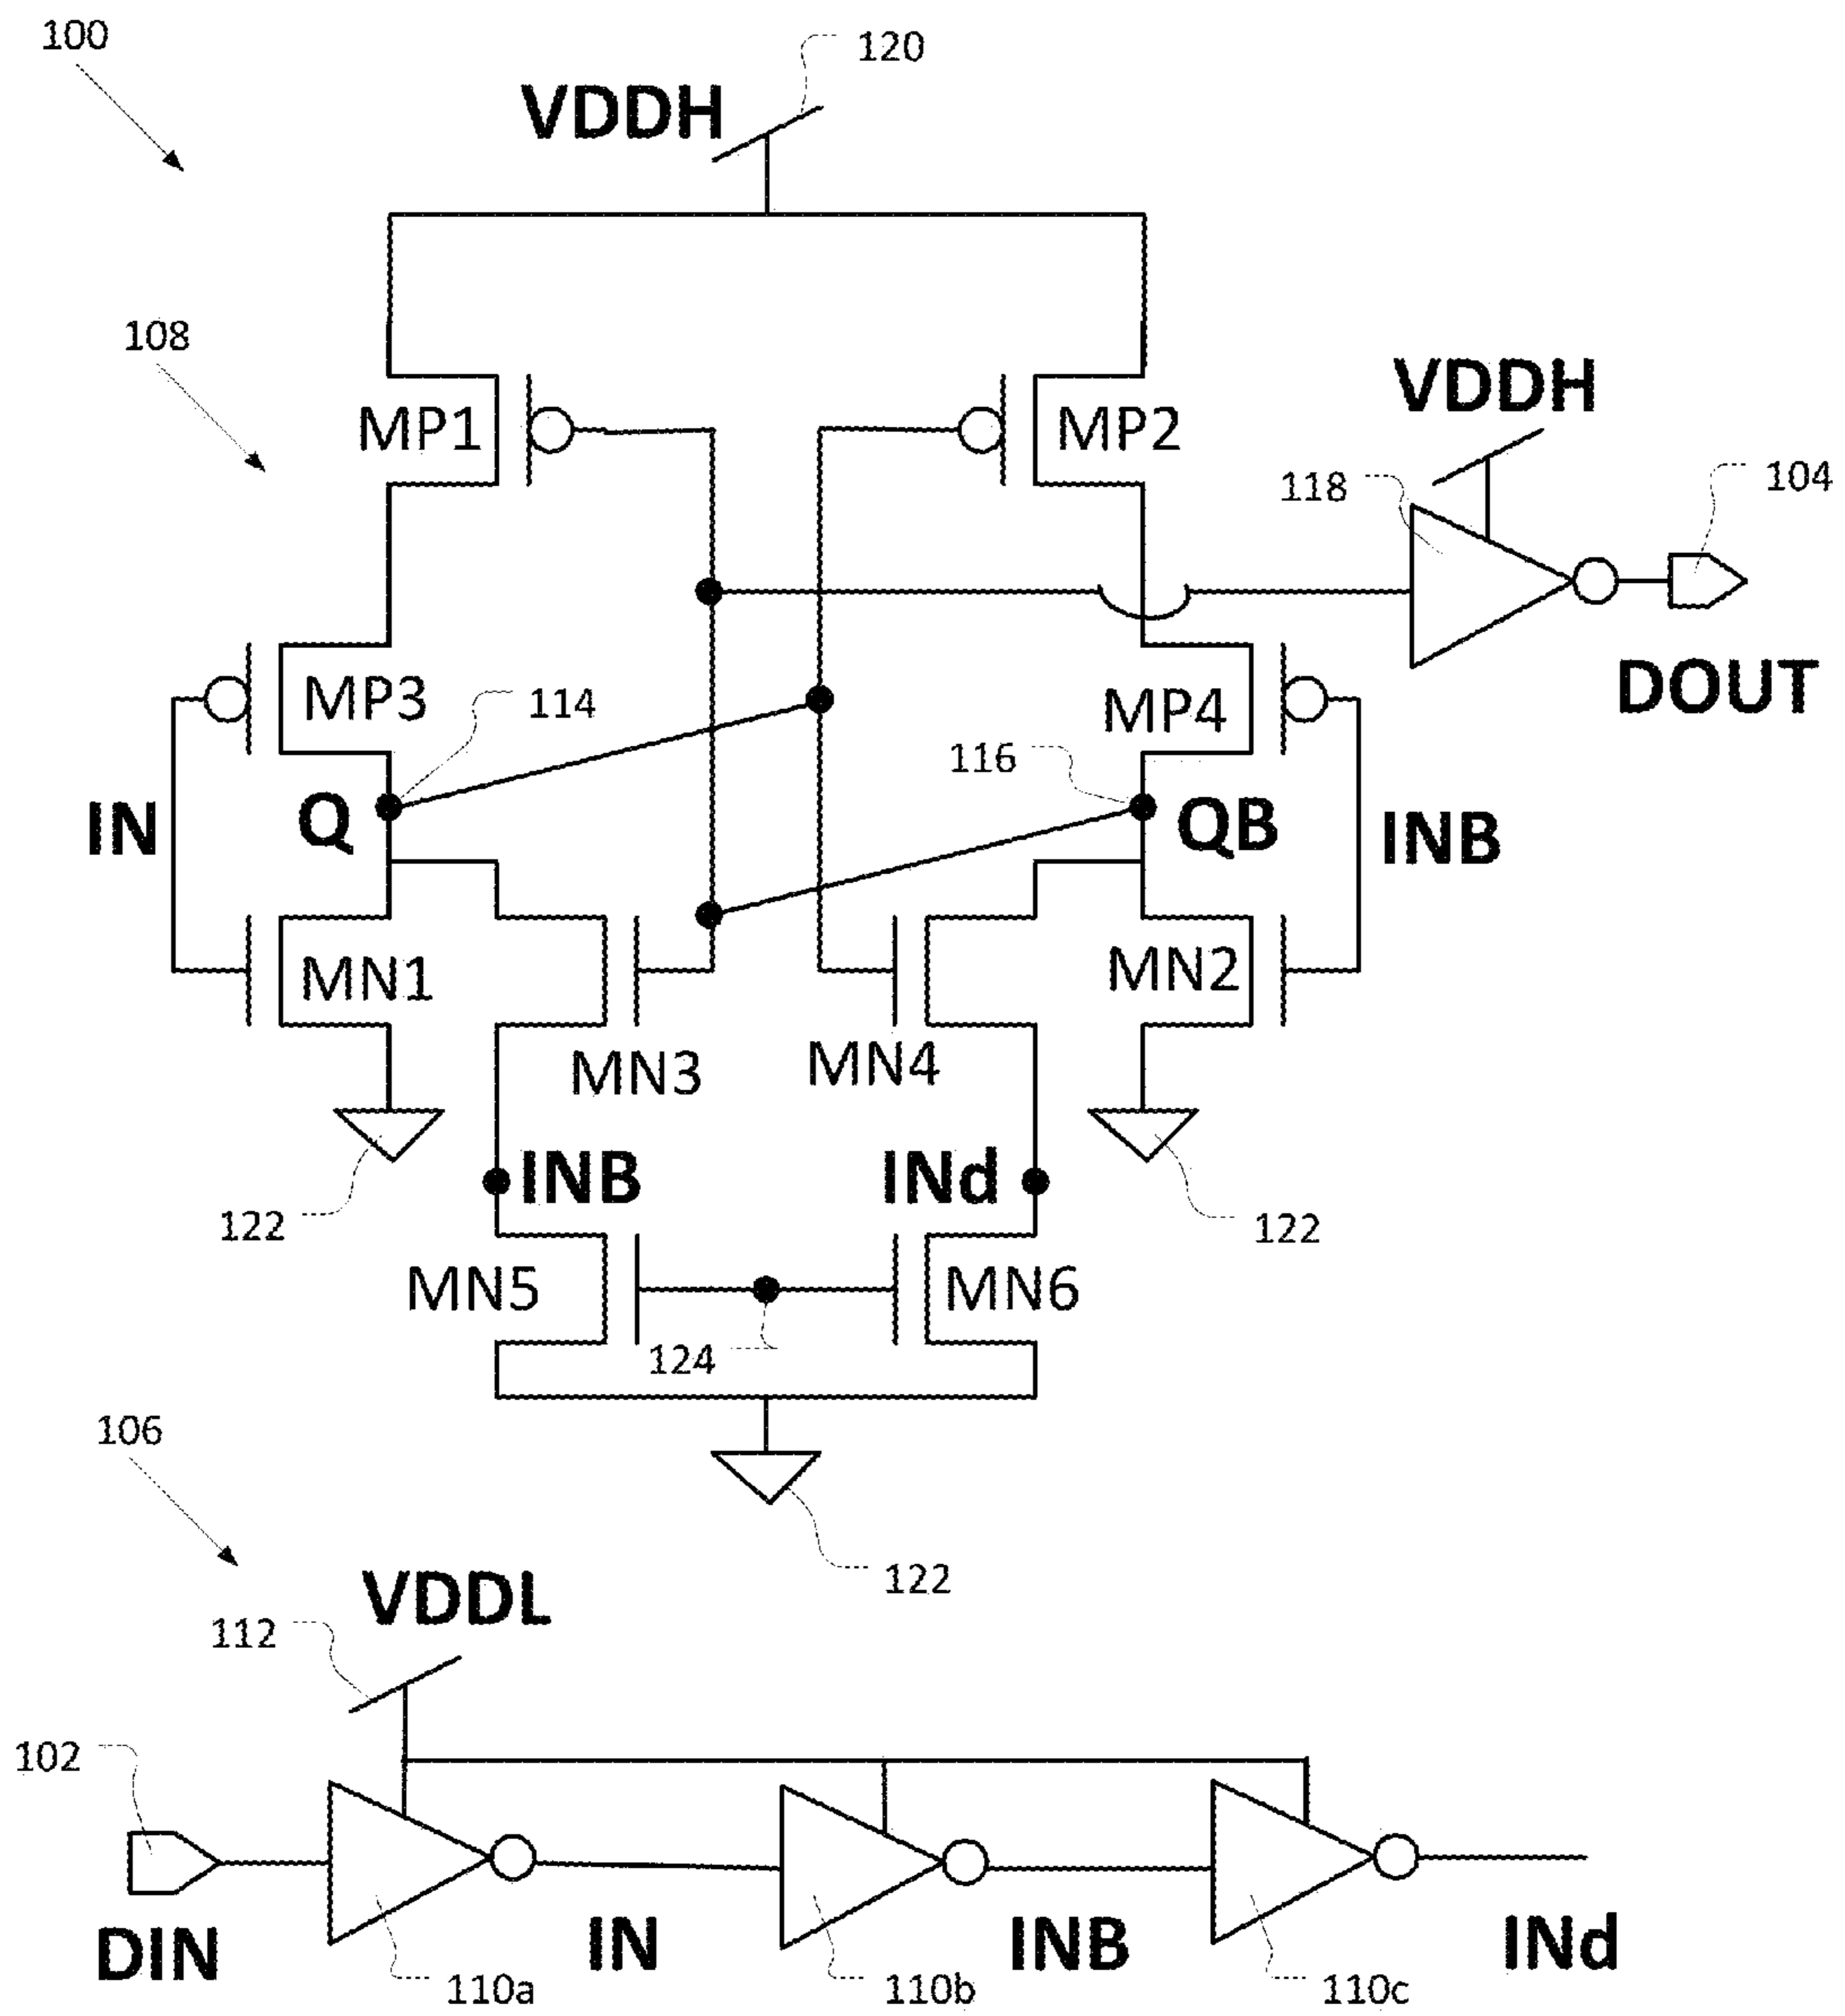 100
120
VDDH
108
MP1
MP2
VDDH
118
104
MP3
114
MP4
DOUT
116
IN
Q
QB
INB
MN1
MN2
MN3
MN4
INB
INd
122
122
MN5
MN6
124
106
122
VDDL
112
102
DIN
IN
INB
INd
110a
110b
110c